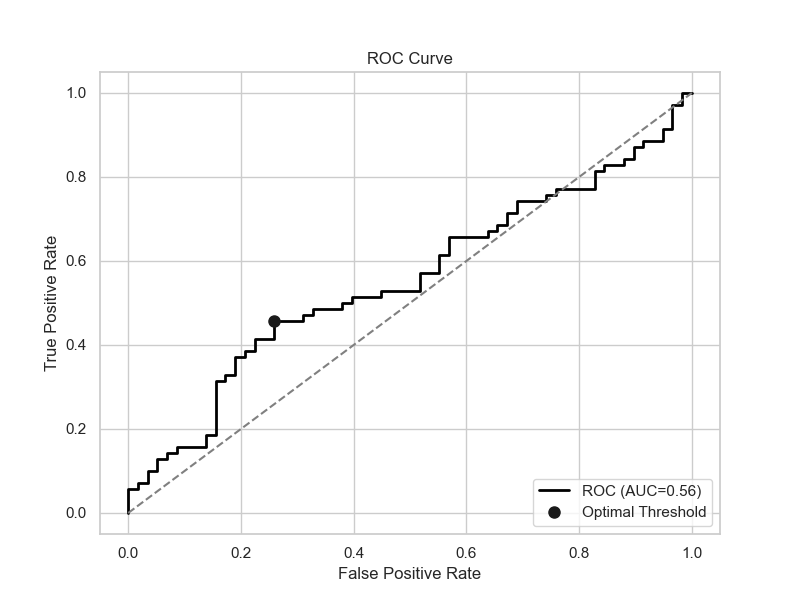 ROC Curve
True Positive Rate
1.0
0.8
0.6
0.4
0.2
0.0
ROC (AUC=0.56)
Optimal Threshold
0.0 0.2 0.4 0.6 0.8 1.0
False Positive Rate